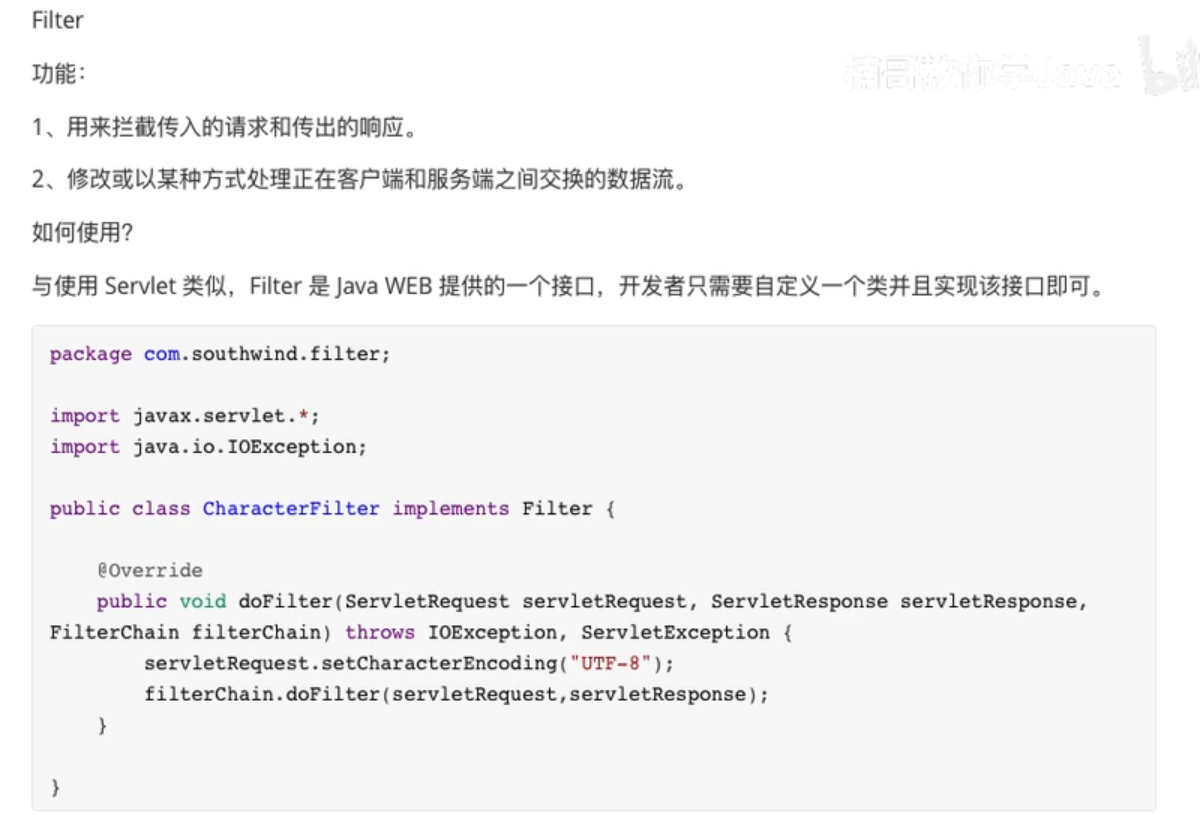 Filter
功能：
楠哥教你学Java
1、用来拦截传入的请求和传出的响应。
2、修改或以某种方式处理正在客户端和服务端之间交换的数据流。
如何使用？
与使用 Servlet 类似，Filter 是 Java WEB 提供的一个接口，开发者只需要自定义一个类并且实现该接口即可。
package com.southwind.filter;
import javax.servlet.*;
import java.io.IOException;
public class CharacterFilter implements Filter {
@Override
public void doFilter(ServletRequest servletRequest, ServletResponse servletResponse,
FilterChain filterChain) throws IOException, ServletException {
servletRequest.setCharacterEncoding("UTF-8");
filterChain.doFilter(servletRequest,servletResponse);
}
}